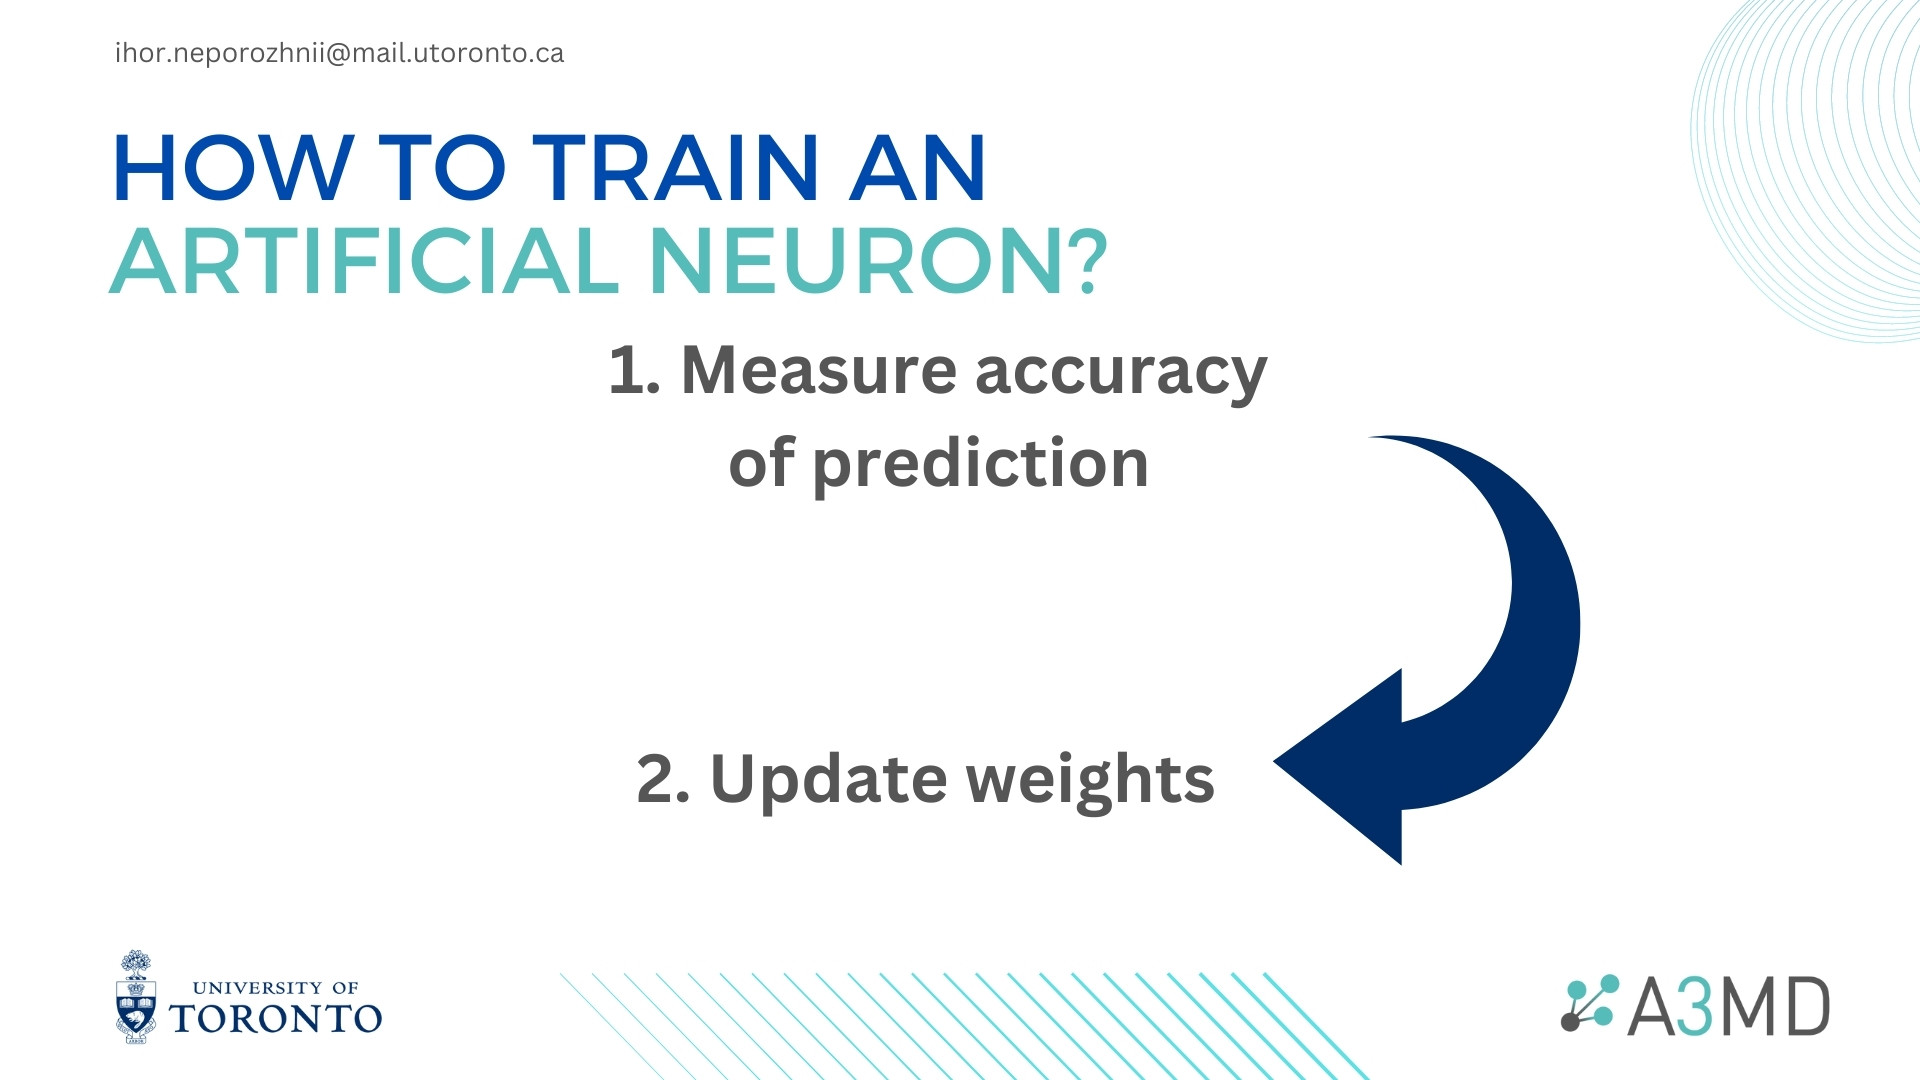 ihor.neporozhnii@mail.utoronto.ca
HOW TO TRAIN AN
ARTIFICIAL NEURON?
1. Measure accuracy
of prediction
2. Update weights
UNIVERSITY OF
TORONTO
A3MD